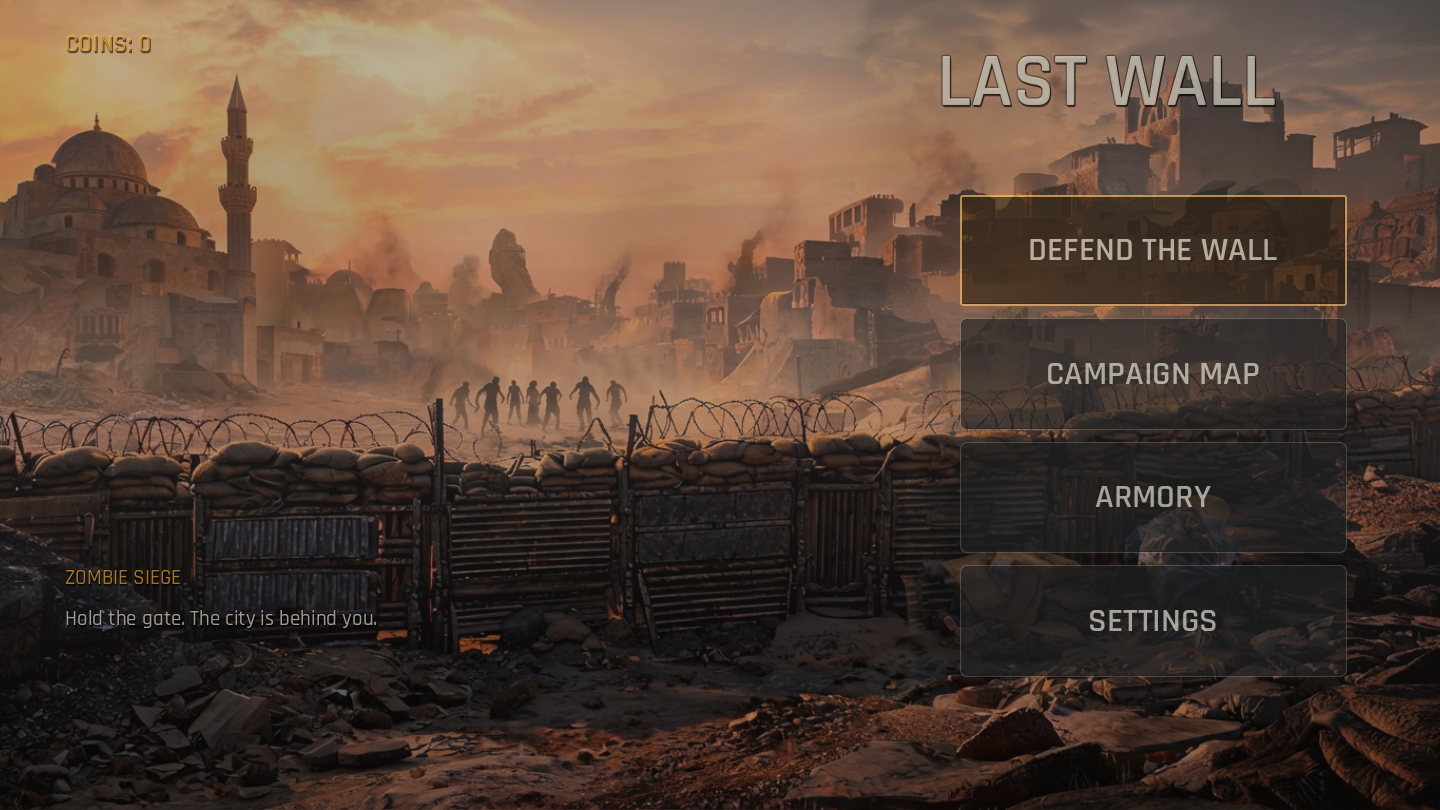 COINS: 0
LAST WALL
DEFEND THE WALL
CAMPAIGN MAP
ARMORY
SETTINGS
ZOMBIE SIEGE
Hold the gate. The city is behind you.